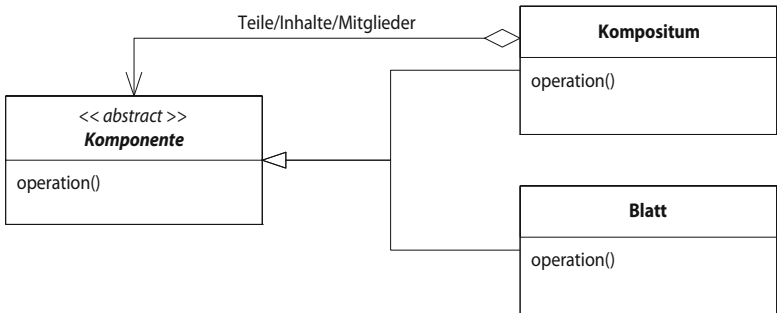 Teile/Inhalte/Mitglieder
Kompositum
operation()
<< abstract >>
Komponente
operation()
Blatt
operation()